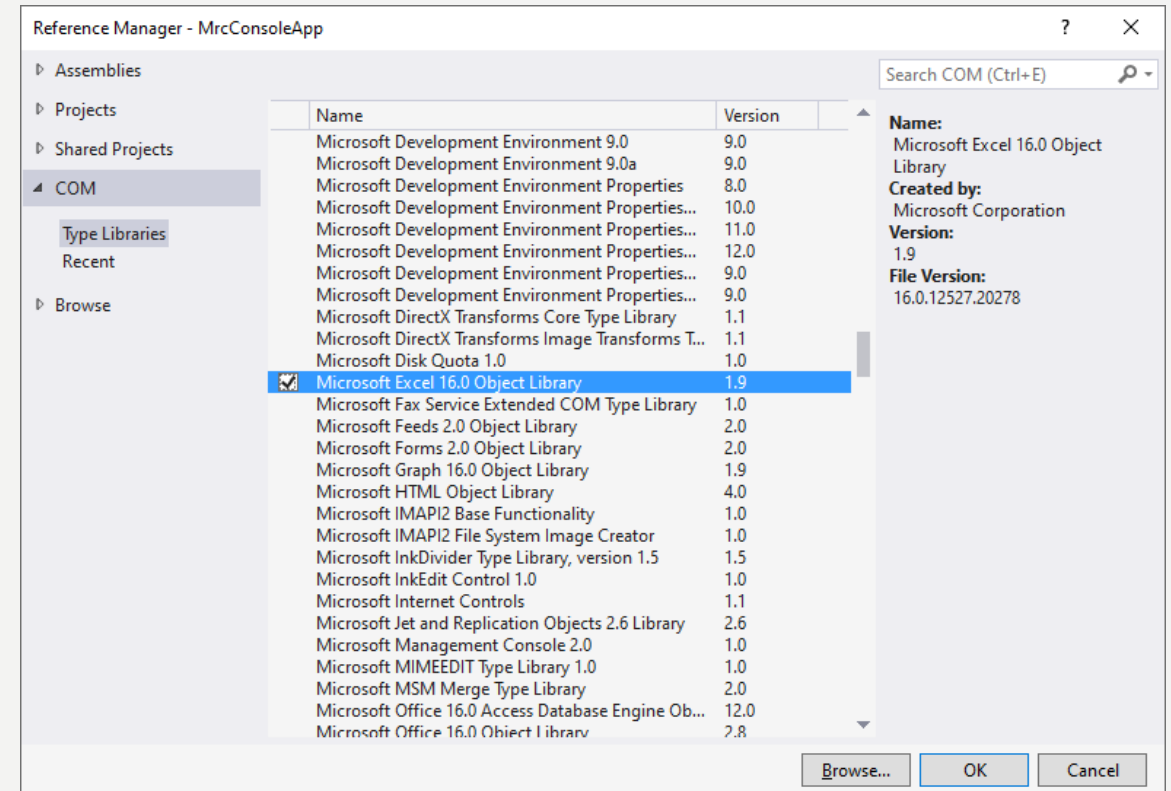 Reference Manager - MrcConsoleApp
?
Assemblies
Projects
Shared Projects
COM
Type Libraries
Recent
Browse
Name Version
Microsoft Development Environment 9.0 9.0
Microsoft Development Environment 9.0a 9.0
Microsoft Development Environment Properties 8.0
Microsoft Development Environment Properties... 10.0
Microsoft Development Environment Properties... 11.0
Microsoft Development Environment Properties... 12.0
Microsoft Development Environment Properties... 9.0
Microsoft Development Environment Properties... 9.0
Microsoft DirectX Transforms Core Type Library 1.1
Microsoft DirectX Transforms Image Transforms T... 1.1
Microsoft Disk Quota 1.0 1.0
Microsoft Excel 16.0 Object Library 1.9
Microsoft Fax Service Extended COM Type Library 1.0
Microsoft Feeds 2.0 Object Library 2.0
Microsoft Forms 2.0 Object Library 2.0
Microsoft Graph 16.0 Object Library 1.9
Microsoft HTML Object Library 4.0
Microsoft IMAPI2 Base Functionality 1.0
Microsoft IMAPI2 File System Image Creator 1.0
Microsoft InkDivider Type Library, version 1.5 1.5
Microsoft InkEdit Control 1.0 1.0
Microsoft Internet Controls 1.1
Microsoft Jet and Replication Objects 2.6 Library 2.6
Microsoft Management Console 2.0 1.0
Microsoft MIMEEDIT Type Library 1.0 1.0
Microsoft MSM Merge Type Library 2.0
Microsoft Office 16.0 Access Database Engine Ob... 12.0
Microsoft Office 16.0 Object Library 2.8
Search COM (Ctrl+E)
Name:
Microsoft Excel 16.0 Object
Library
Created by:
Microsoft Corporation
Version:
1.9
File Version:
16.0.12527.20278
Browse... OK Cancel